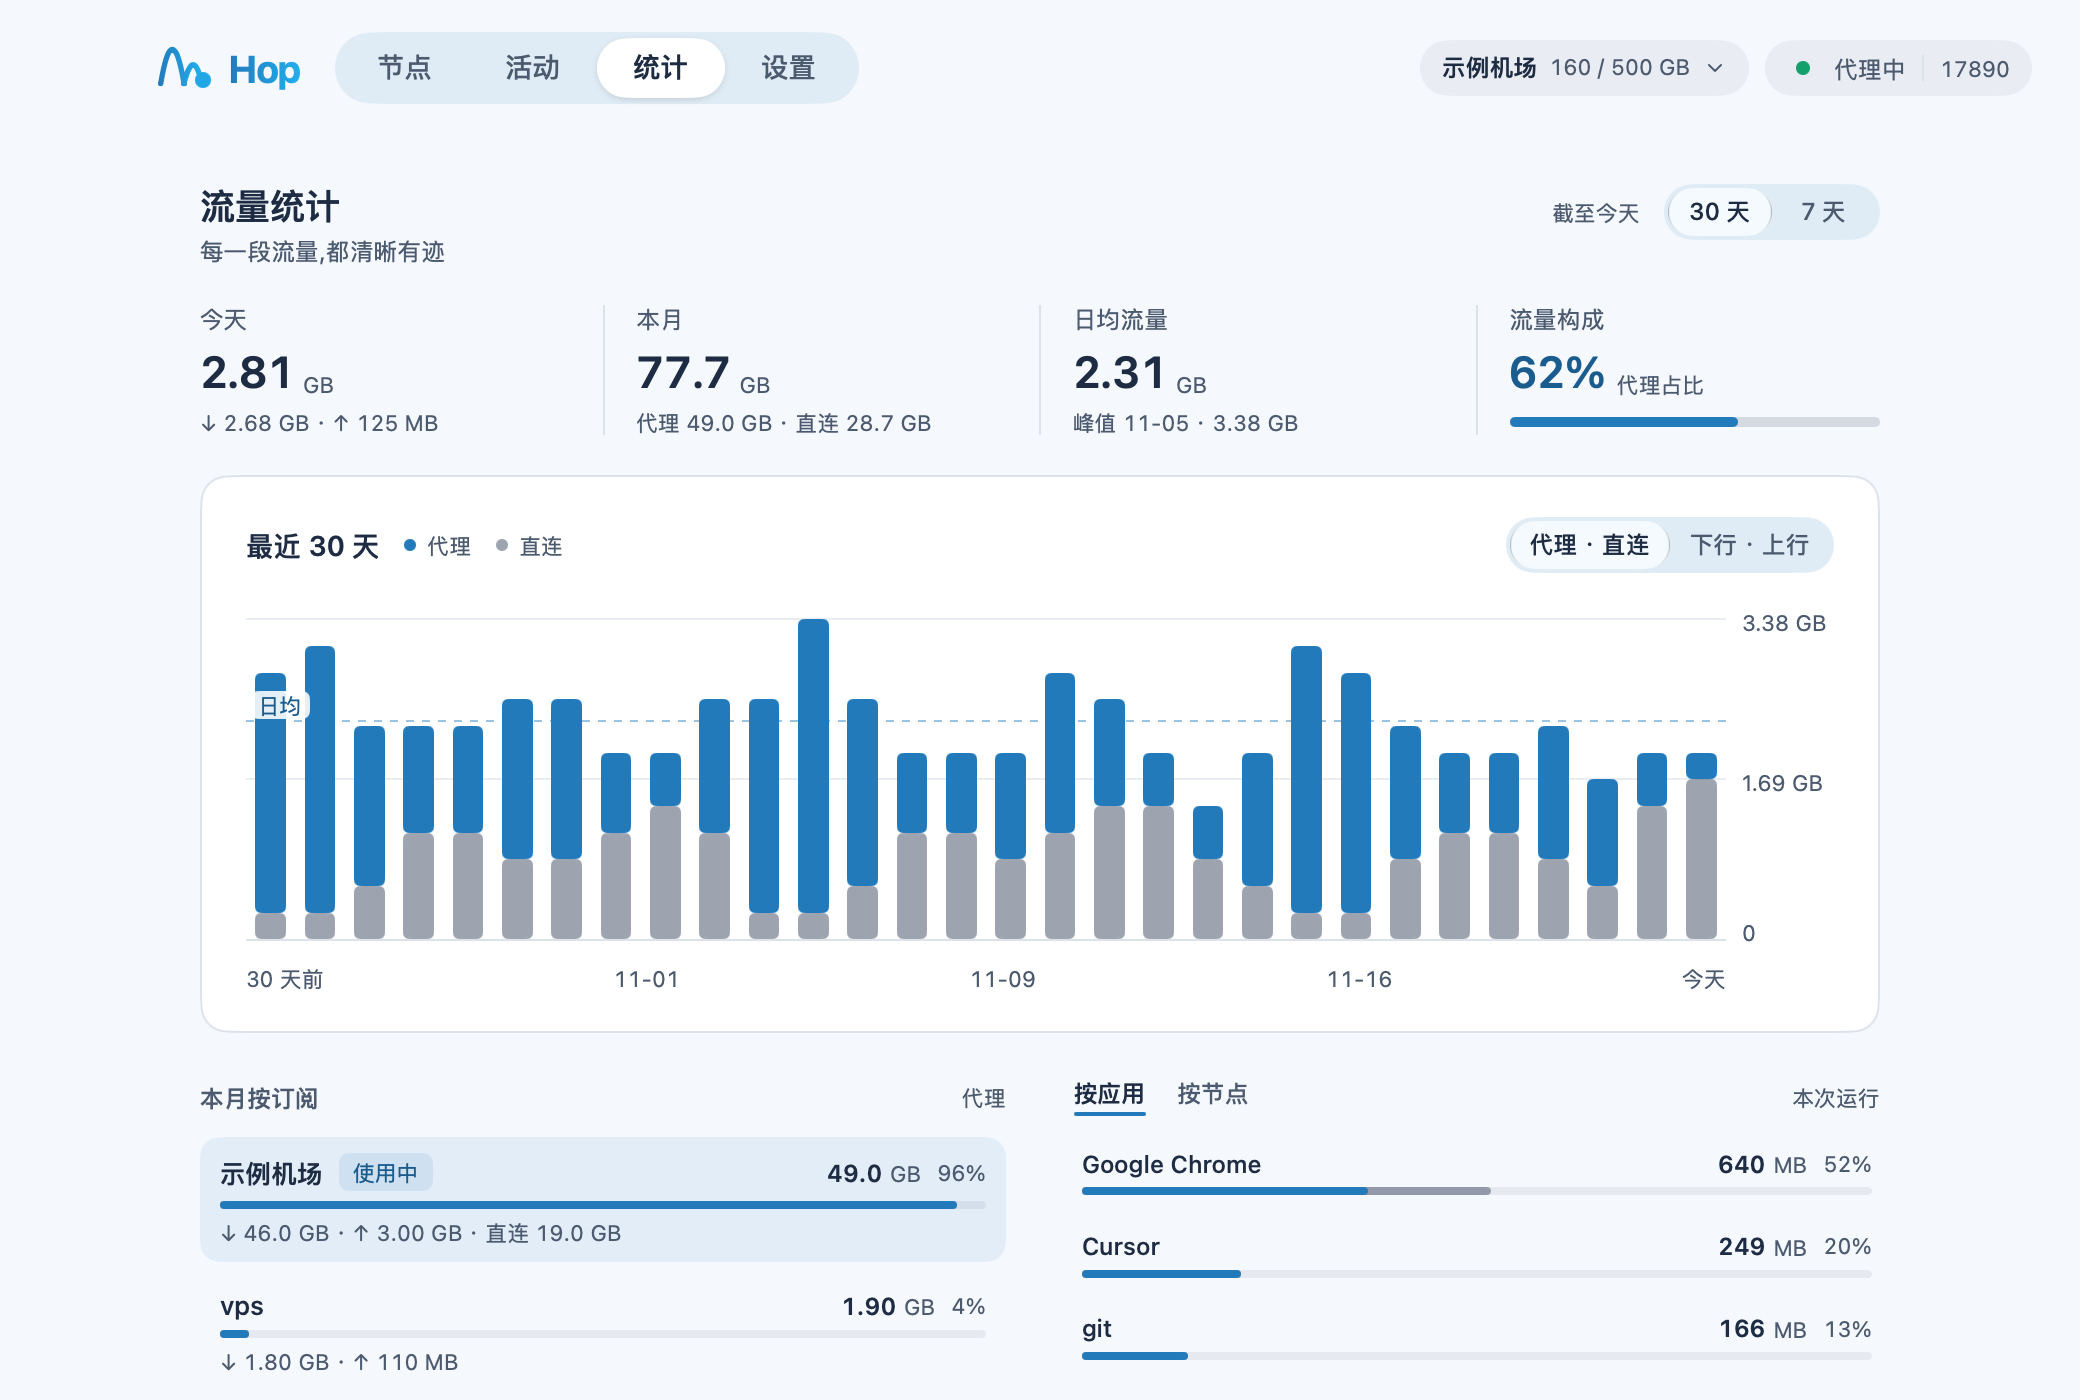 Hop 节点 活动 统计 设置 示例机场 160 / 500 GB 代理中 17890
流量统计 截至今天 30 天 7 天
每一段流量,都清晰有迹
今天 本月 日均流量 流量构成
2.81 GB 77.7 GB 2.31 GB 62% 代理占比
↓ 2.68 GB · ↑ 125 MB 代理 49.0 GB · 直连 28.7 GB 峰值 11-05 · 3.38 GB
最近 30 天 代理 直连 代理 · 直连 下行 · 上行
3.38 GB
日均
1.69 GB
0
30 天前 11-01 11-09 11-16 今天
本月按订阅 代理
示例机场 使用中 49.0 GB 96%
↓ 46.0 GB · ↑ 3.00 GB · 直连 19.0 GB
vps 1.90 GB 4%
↓ 1.80 GB · ↑ 110 MB
按应用 按节点 本次运行
Google Chrome 640 MB 52%
Cursor 249 MB 20%
git 166 MB 13%